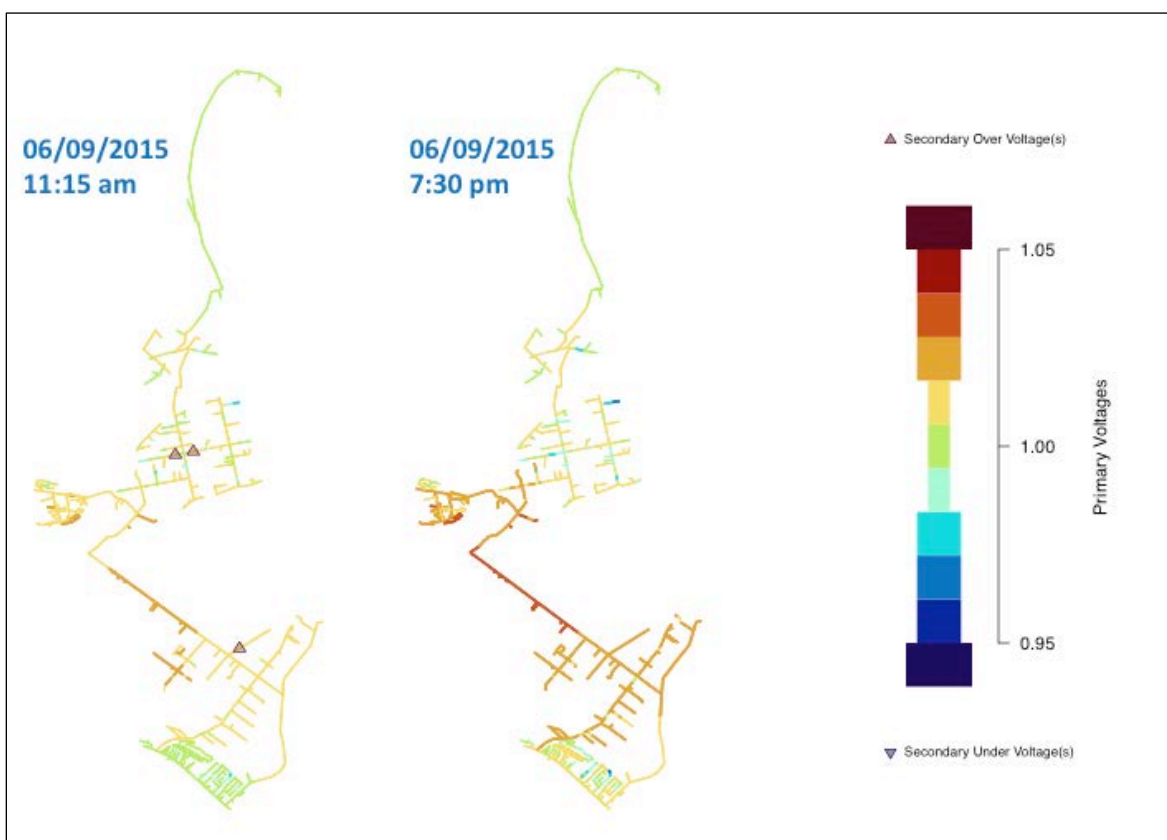 06/09/2015
11:15 am
06/09/2015
7:30 pm
Secondary Over Voltage(s)
1.05
1.00
0.95
Primary Voltages
Secondary Under Voltage(s)